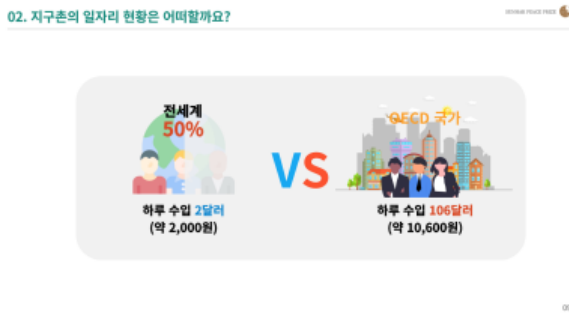 02. 지구촌의 일자리 현황은 어떠할까요?
전세계
50%
하루 수입 2달러
(약 2,000원)
VS
OECD 국가
하루 수입 106달러
(약 10,600원)